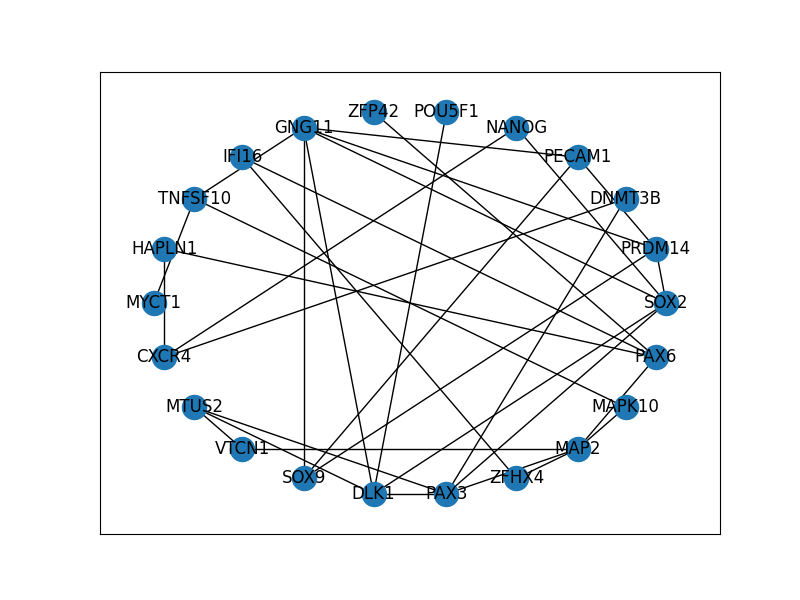 ZFP42 POU5F1
GNG11 NANOG
IFI16 PECAM1
TNFSF10 DNMT3B
HAPLN1 PRDM14
MYCT1 SOX2
CXCR4 PAX6
MTUS2 MAPK10
VTCN1 MAP2
SOX9 ZFHX4
DLK1 PAX3